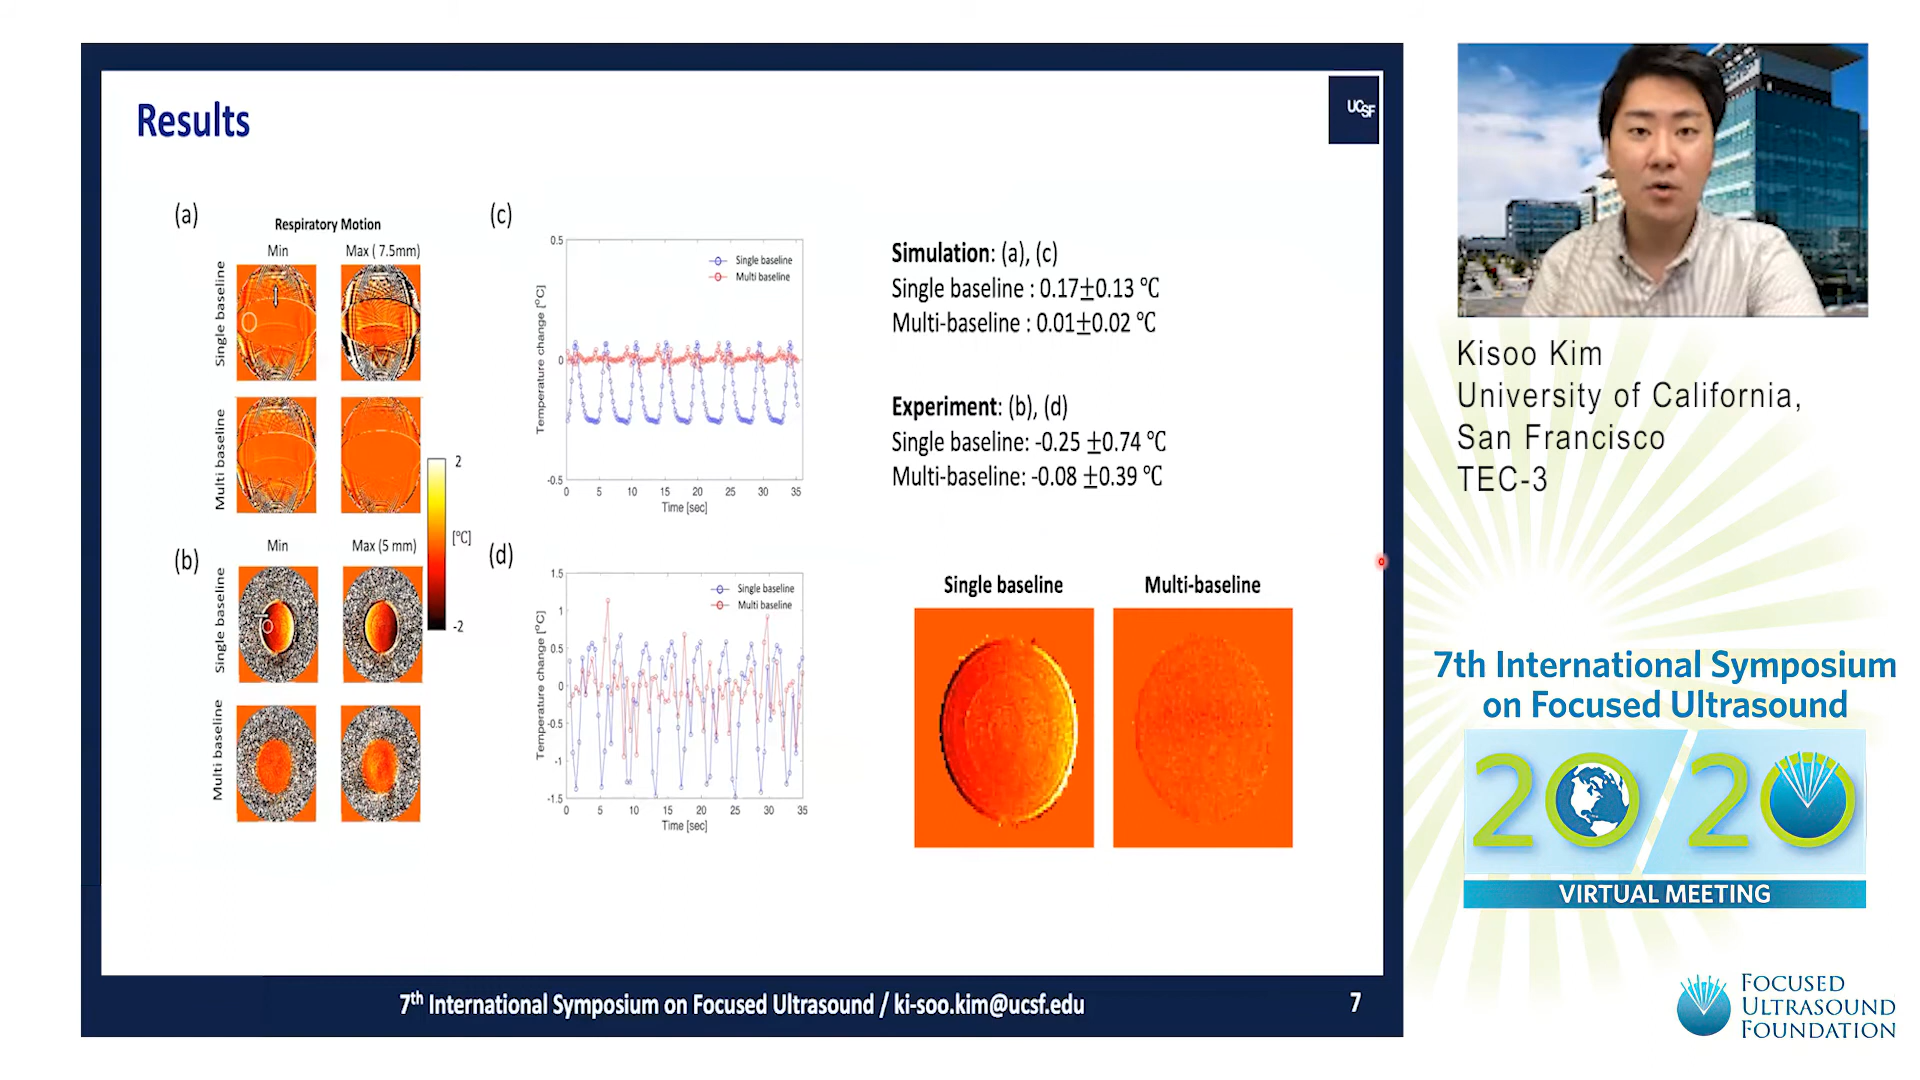 Results
UCSF
(a)
Respiratory Motion
Min
Max ( 7.5mm)
Single baseline
Multi baseline
2
[°C]
-2
(b)
Min
Max (5 mm)
Single baseline
Multi baseline
(c)
0.5
0
-0.5
Temperature change [°C]
Single baseline
Multi baseline
0 5 10 15 20 25 30 35
Time [sec]
(d)
1.5
1
0.5
0
-0.5
-1
-1.5
Temperature change [°C]
Single baseline
Multi baseline
0 5 10 15 20 25 30 35
Time [sec]
Simulation: (a), (c)
Single baseline : 0.17±0.13 ℃
Multi-baseline : 0.01±0.02 ℃
Experiment: (b), (d)
Single baseline: -0.25 ±0.74 ℃
Multi-baseline: -0.08 ±0.39 ℃
Single baseline
Multi-baseline
7th International Symposium on Focused Ultrasound / ki-soo.kim@ucsf.edu
7
Kisoo Kim
University of California,
San Francisco
TEC-3
7th International Symposium
on Focused Ultrasound
20/20
VIRTUAL MEETING
FOCUSED
ULTRASOUND
FOUNDATION